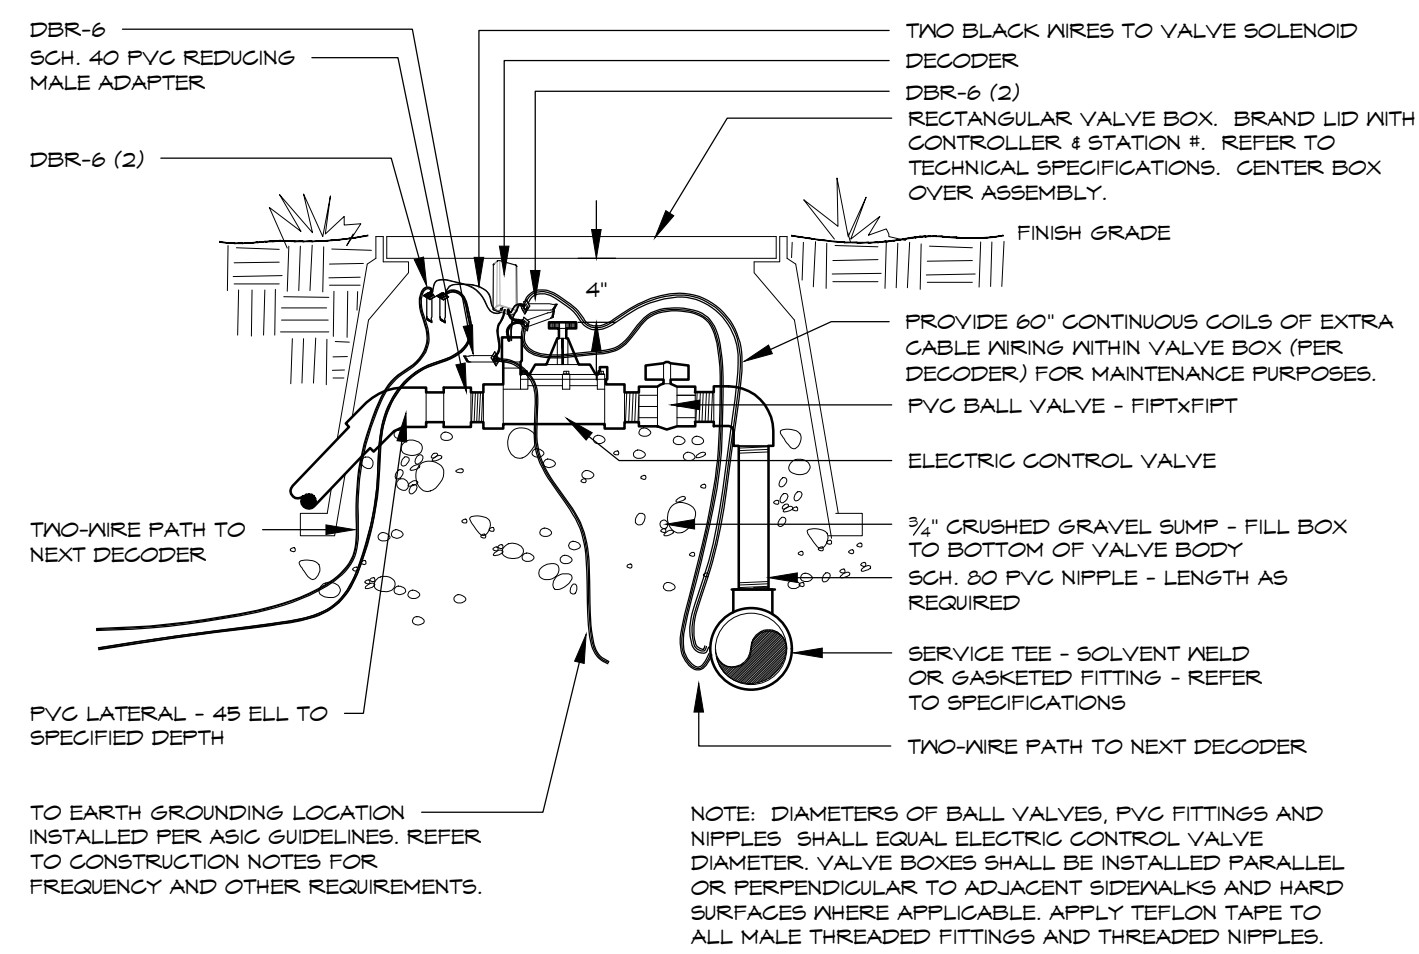 DBR-6
SCH. 40 PVC REDUCING
MALE ADAPTER
DBR-6 (2)
TWO BLACK WIRES TO VALVE SOLENOID
DECODER
DBR-6 (2)
RECTANGULAR VALVE BOX. BRAND LID WITH
CONTROLLER & STATION #. REFER TO
TECHNICAL SPECIFICATIONS. CENTER BOX
OVER ASSEMBLY.
FINISH GRADE
4"
PROVIDE 60" CONTINUOUS COILS OF EXTRA
CABLE WIRING WITHIN VALVE BOX (PER
DECODER) FOR MAINTENANCE PURPOSES.
PVC BALL VALVE - FIPTxFIPT
ELECTRIC CONTROL VALVE
TWO-WIRE PATH TO
NEXT DECODER
3/4" CRUSHED GRAVEL SUMP - FILL BOX
TO BOTTOM OF VALVE BODY
SCH. 80 PVC NIPPLE - LENGTH AS
REQUIRED
SERVICE TEE - SOLVENT WELD
OR GASKETED FITTING - REFER
TO SPECIFICATIONS
PVC LATERAL - 45 ELL TO
SPECIFIED DEPTH
TWO-WIRE PATH TO NEXT DECODER
TO EARTH GROUNDING LOCATION
INSTALLED PER ASIC GUIDELINES. REFER
TO CONSTRUCTION NOTES FOR
FREQUENCY AND OTHER REQUIREMENTS.
NOTE: DIAMETERS OF BALL VALVES, PVC FITTINGS AND
NIPPLES SHALL EQUAL ELECTRIC CONTROL VALVE
DIAMETER. VALVE BOXES SHALL BE INSTALLED PARALLEL
OR PERPENDICULAR TO ADJACENT SIDEWALKS AND HARD
SURFACES WHERE APPLICABLE. APPLY TEFLON TAPE TO
ALL MALE THREADED FITTINGS AND THREADED NIPPLES.